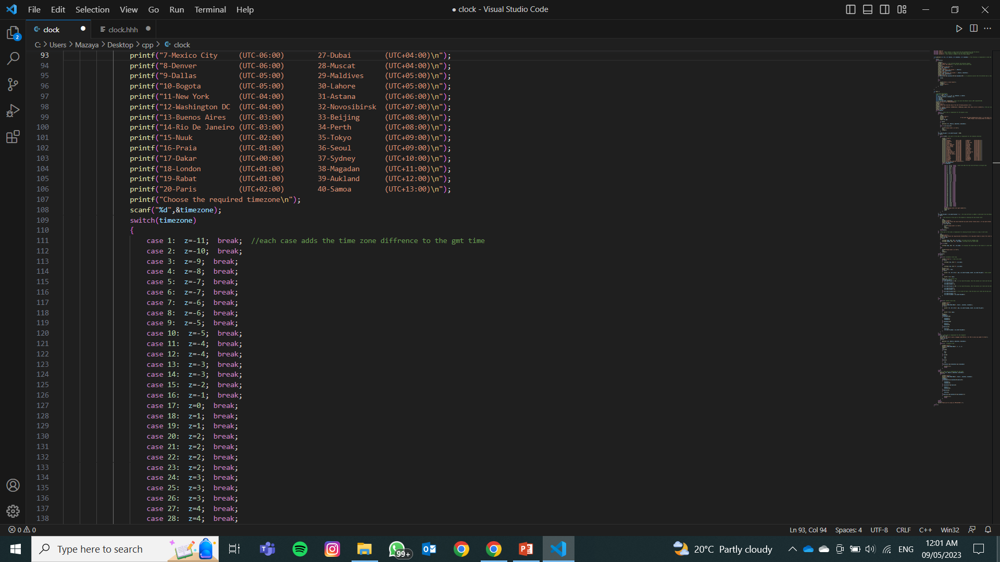 File Edit Selection View Go Run Terminal Help
● clock - Visual Studio Code
clock
clock.hhh
C: > Users > Mazaya > Desktop > cpp > clock
93 printf("7-Mexico City (UTC-06:00) 27-Dubai (UTC+04:00)\n");
94 printf("8-Denver (UTC-06:00) 28-Muscat (UTC+04:00)\n");
95 printf("9-Dallas (UTC-05:00) 29-Maldives (UTC+05:00)\n");
96 printf("10-Bogota (UTC-05:00) 30-Lahore (UTC+05:00)\n");
97 printf("11-New York (UTC-04:00) 31-Astana (UTC+06:00)\n");
98 printf("12-Washington DC (UTC-04:00) 32-Novosibirsk (UTC+07:00)\n");
99 printf("13-Buenos Aires (UTC-03:00) 33-Beijing (UTC+08:00)\n");
100 printf("14-Rio De Janeiro (UTC-03:00) 34-Perth (UTC+08:00)\n");
101 printf("15-Nuuk (UTC-02:00) 35-Tokyo (UTC+09:00)\n");
102 printf("16-Praia (UTC-01:00) 36-Seoul (UTC+09:00)\n");
103 printf("17-Dakar (UTC+00:00) 37-Sydney (UTC+10:00)\n");
104 printf("18-London (UTC+01:00) 38-Magadan (UTC+11:00)\n");
105 printf("19-Rabat (UTC+01:00) 39-Aukland (UTC+12:00)\n");
106 printf("20-Paris (UTC+02:00) 40-Samoa (UTC+13:00)\n");
107 printf("Choose the required timezone\n");
108 scanf("%d",&timezone);
109 switch(timezone)
110 {
111 case 1: z=-11; break; //each case adds the time zone diffrence to the gmt time
112 case 2: z=-10; break;
113 case 3: z=-9; break;
114 case 4: z=-8; break;
115 case 5: z=-7; break;
116 case 6: z=-7; break;
117 case 7: z=-6; break;
118 case 8: z=-6; break;
119 case 9: z=-5; break;
120 case 10: z=-5; break;
121 case 11: z=-4; break;
122 case 12: z=-4; break;
123 case 13: z=-3; break;
124 case 14: z=-3; break;
125 case 15: z=-2; break;
126 case 16: z=-1; break;
127 case 17: z=0; break;
128 case 18: z=1; break;
129 case 19: z=1; break;
130 case 20: z=2; break;
131 case 21: z=2; break;
132 case 22: z=2; break;
133 case 23: z=2; break;
134 case 24: z=3; break;
135 case 25: z=3; break;
136 case 26: z=3; break;
137 case 27: z=4; break;
138 case 28: z=4; break;
2
0 0
Ln 93, Col 94 Spaces: 4 UTF-8 CRLF C++ Win32
Type here to search
99+
20°C Partly cloudy
ENG
12:01 AM
09/05/2023